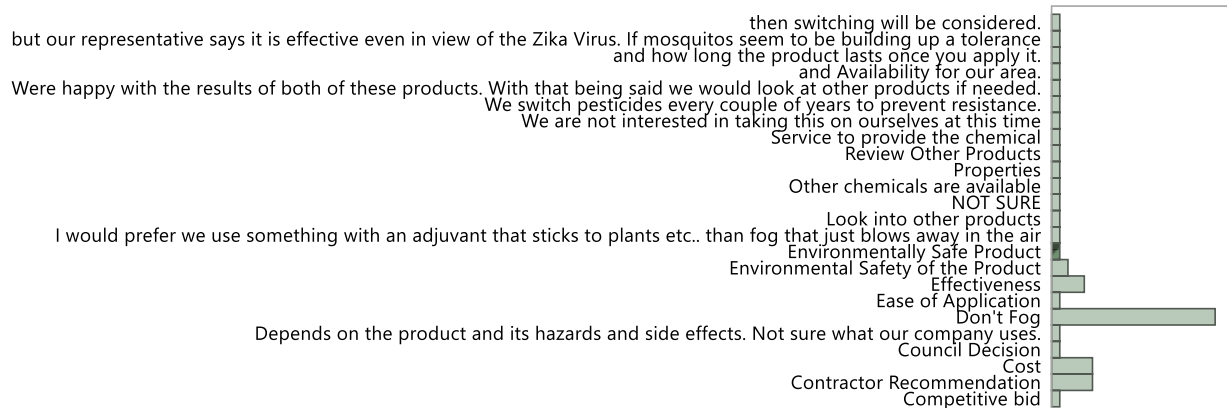 then switching will be considered.
but our representative says it is effective even in view of the Zika Virus. If mosquitos seem to be building up a tolerance
and how long the product lasts once you apply it.
and Availability for our area.
Were happy with the results of both of these products. With that being said we would look at other products if needed.
We switch pesticides every couple of years to prevent resistance.
We are not interested in taking this on ourselves at this time
Service to provide the chemical
Review Other Products
Properties
Other chemicals are available
NOT SURE
Look into other products
I would prefer we use something with an adjuvant that sticks to plants etc.. than fog that just blows away in the air
Environmentally Safe Product
Environmental Safety of the Product
Effectiveness
Ease of Application
Don't Fog
Depends on the product and its hazards and side effects. Not sure what our company uses.
Council Decision
Cost
Contractor Recommendation
Competitive bid